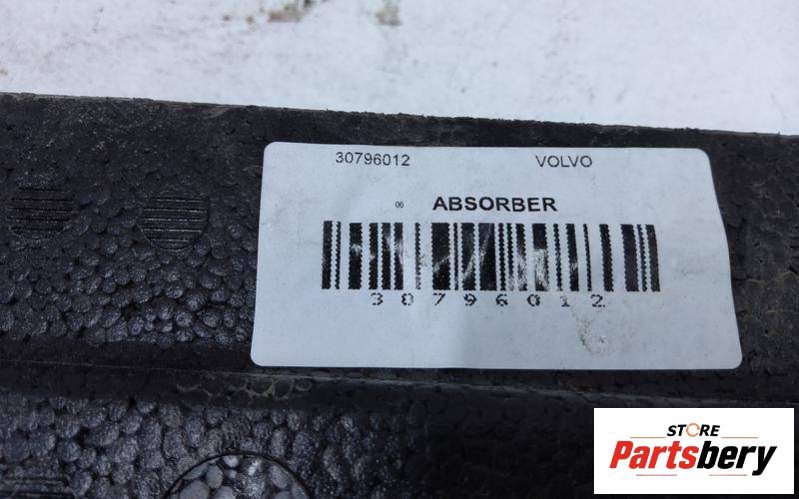 30796012 VOLVO
ABSORBER
30796012
STORE
Partsbery